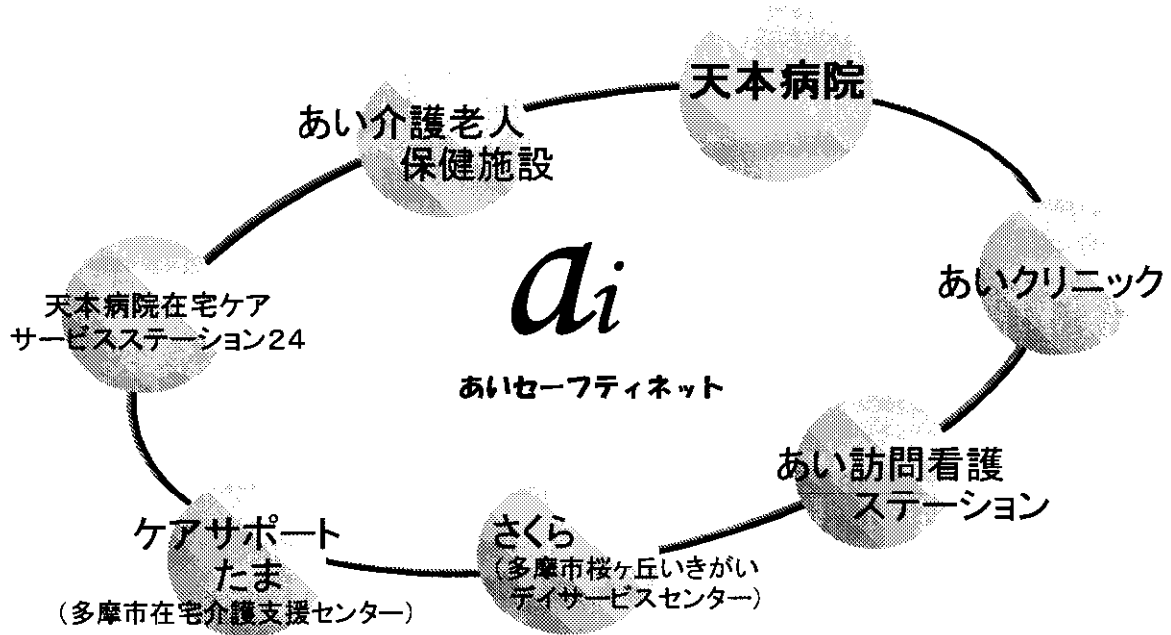 天本病院
あい介護老人
保健施設
あいクリニック
ai
天本病院在宅ケア
サービスステーション24
あいセーフティネット
あい訪問看護
ステーション
ケアサポート
たま
(多摩市在宅介護支援センター)
さくら
(多摩市桜ヶ丘いきがい
デイサービスセンター)